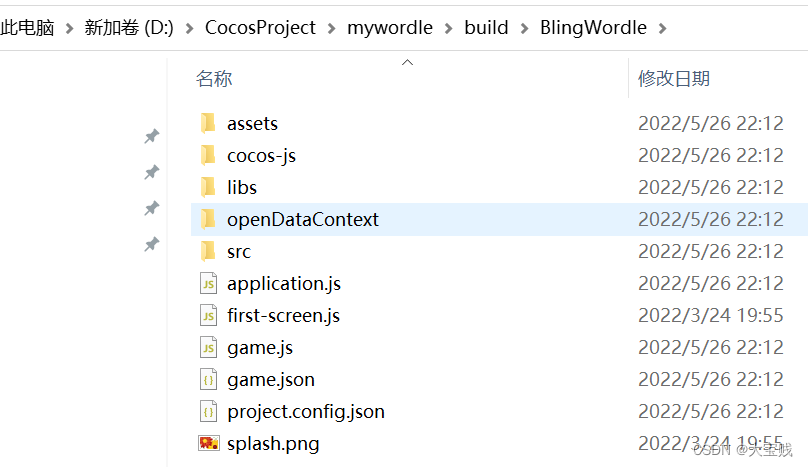 此电脑 > 新加卷 (D:) > CocosProject > mywordle > build > BlingWordle >
名称 修改日期
assets 2022/5/26 22:12
cocos-js 2022/5/26 22:12
libs 2022/5/26 22:12
openDataContext 2022/5/26 22:12
src 2022/5/26 22:12
application.js 2022/5/26 22:12
first-screen.js 2022/3/24 19:55
game.js 2022/5/26 22:12
game.json 2022/5/26 22:12
project.config.json 2022/5/26 22:12
splash.png 2022/3/24 19:55
CSDN @大宝贱